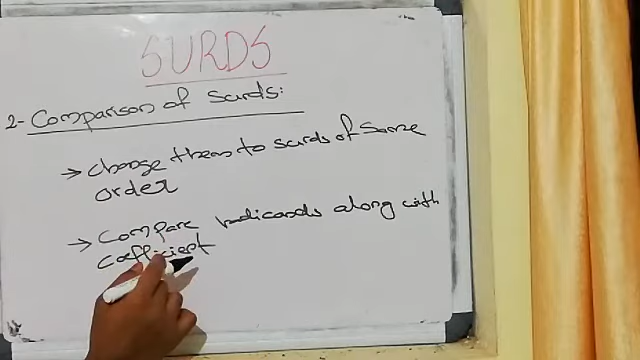 SURDS
2- Comparison of Surds:
→ Change them to surds of Same
order
→ Compare radicands along with
coefficient